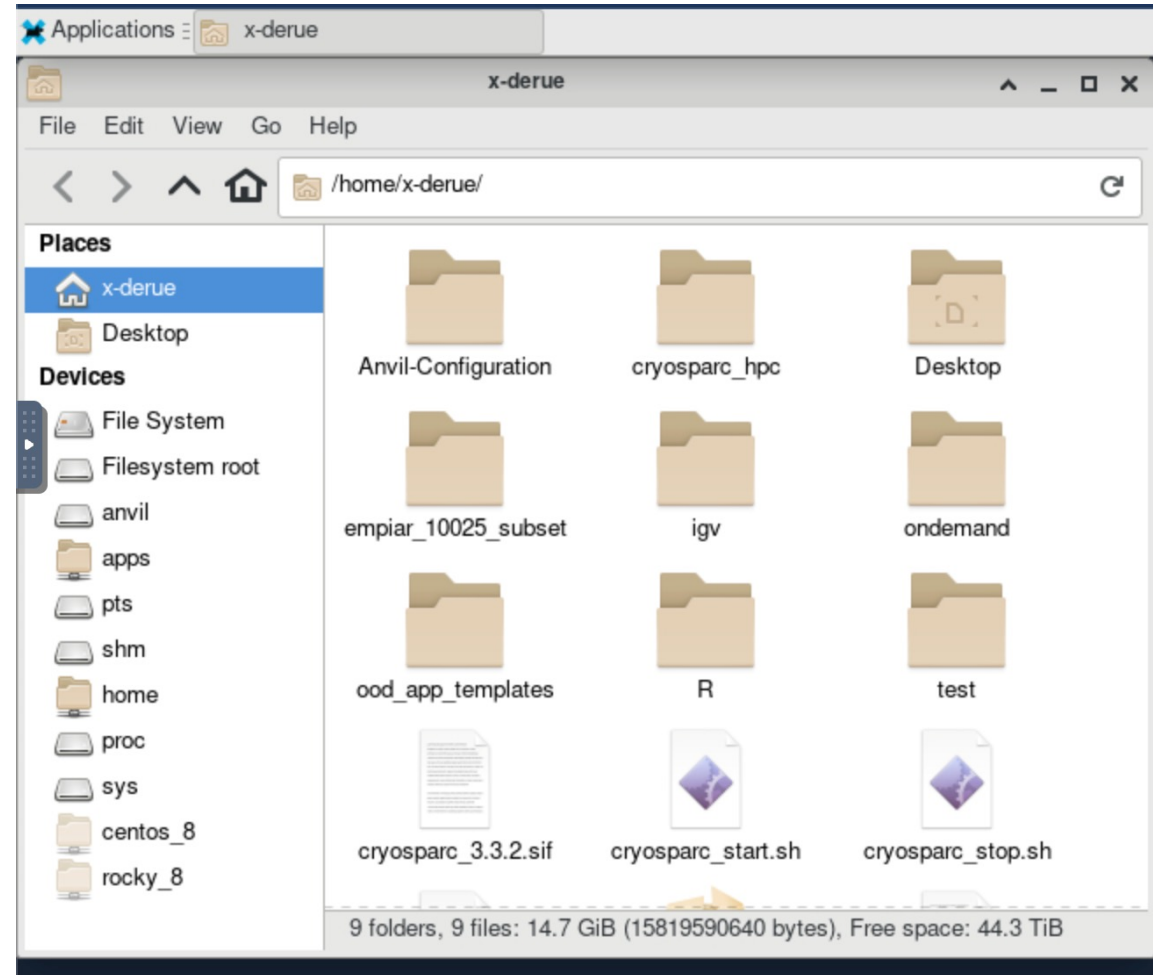 Applications
x-derue
x-derue
File Edit View Go Help
/home/x-derue/
Places
x-derue
Desktop
Devices
File System
Filesystem root
anvil
apps
pts
shm
home
proc
sys
centos_8
rocky_8
Anvil-Configuration
cryosparc_hpc
Desktop
empiar_10025_subset
igv
ondemand
ood_app_templates
R
test
cryosparc_3.3.2.sif
cryosparc_start.sh
cryosparc_stop.sh
9 folders, 9 files: 14.7 GiB (15819590640 bytes), Free space: 44.3 TiB